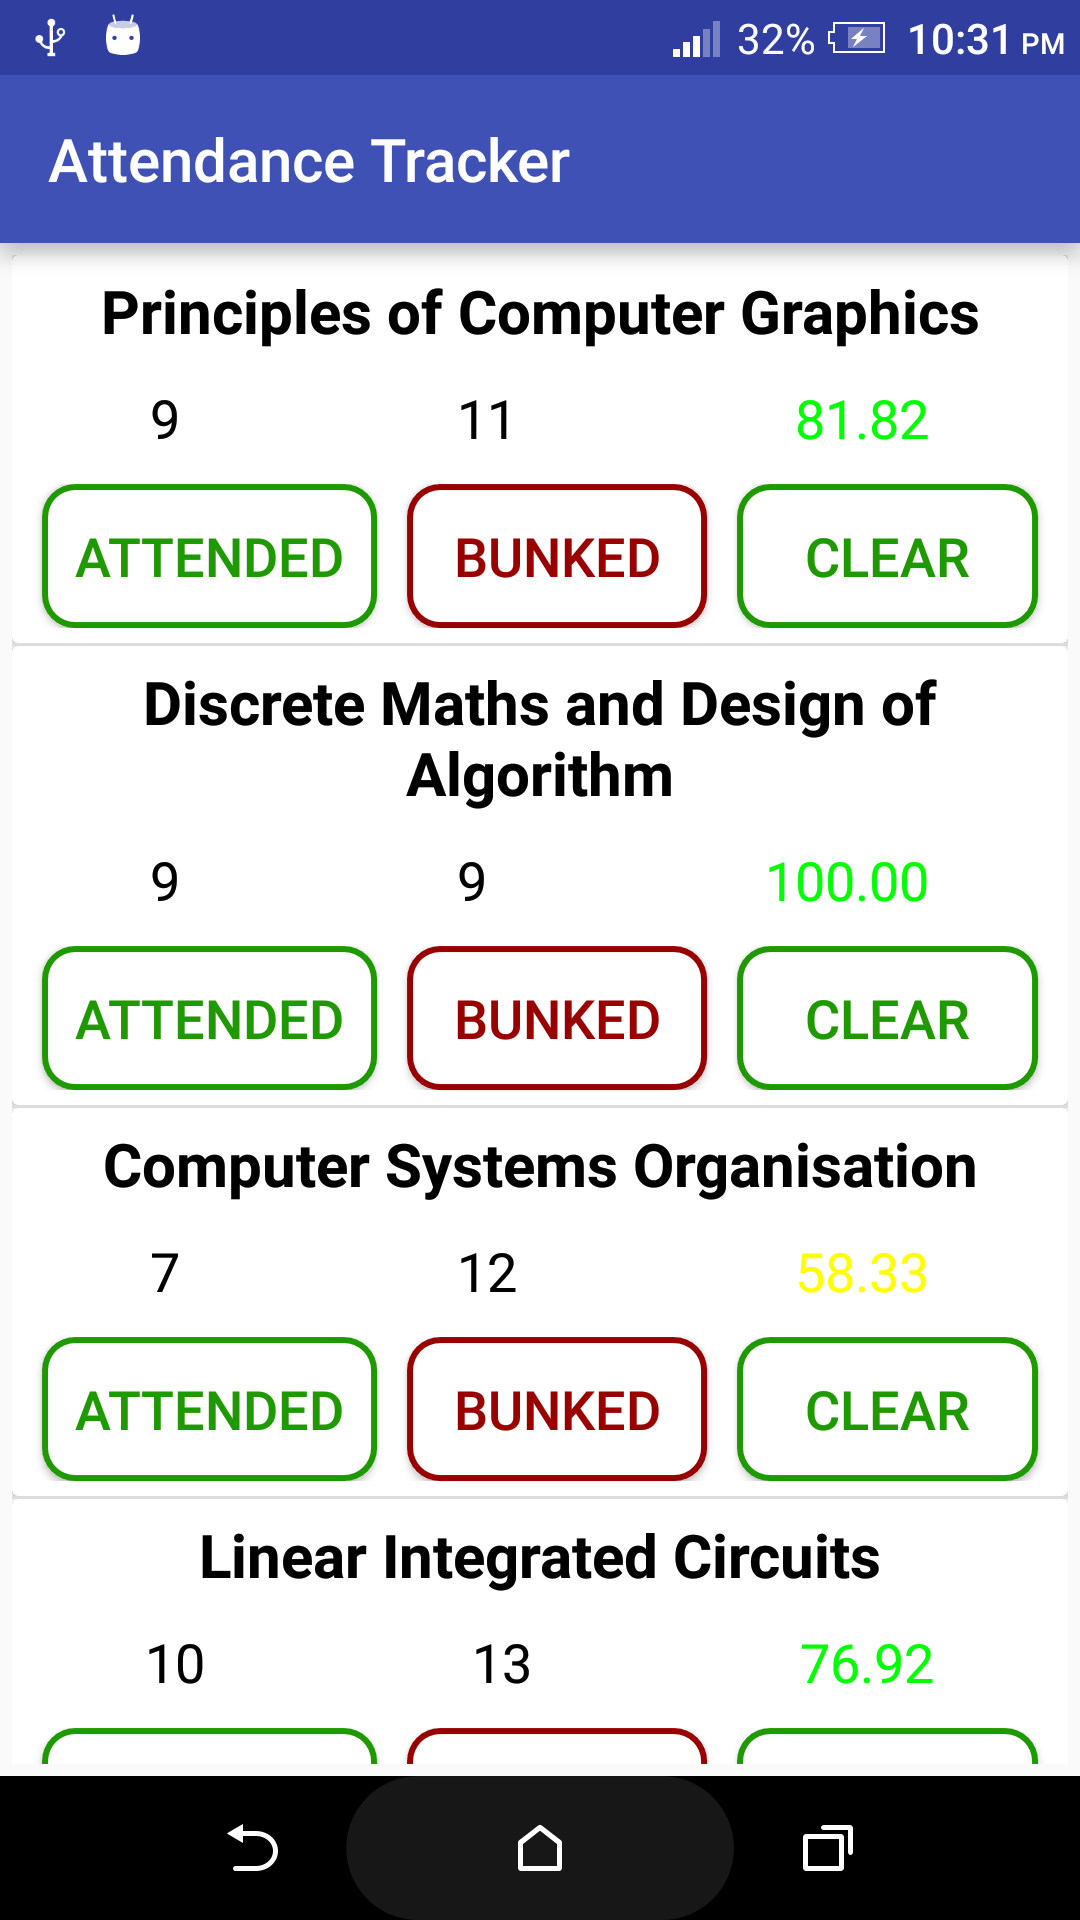 32% 10:31 PM
Attendance Tracker
Principles of Computer Graphics
9 11 81.82
ATTENDED BUNKED CLEAR
Discrete Maths and Design of
Algorithm
9 9 100.00
ATTENDED BUNKED CLEAR
Computer Systems Organisation
7 12 58.33
ATTENDED BUNKED CLEAR
Linear Integrated Circuits
10 13 76.92